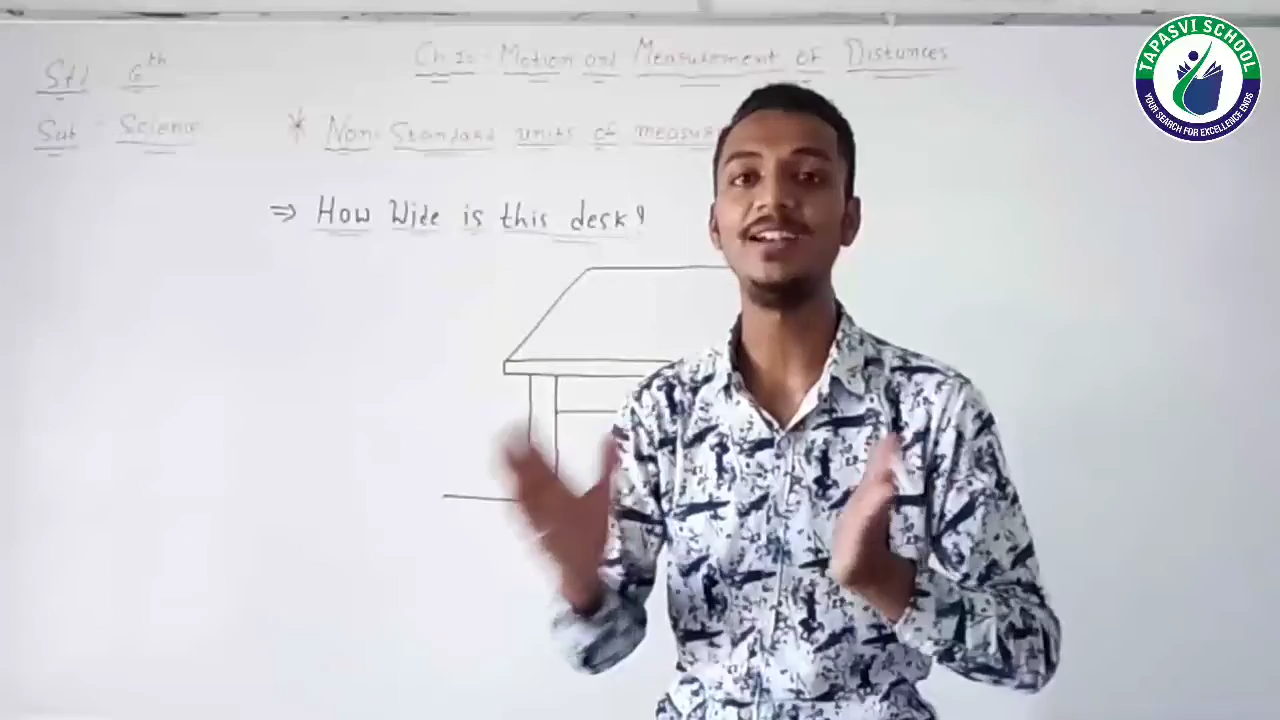 Std 6th
Ch 10:- Motion and Measurement of Distances
Sub Science
* Non-Standard units of
⇒ How Wide is this desk?
TAPASVI SCHOOL
YOUR SEARCH FOR EXCELLENCE ENDS